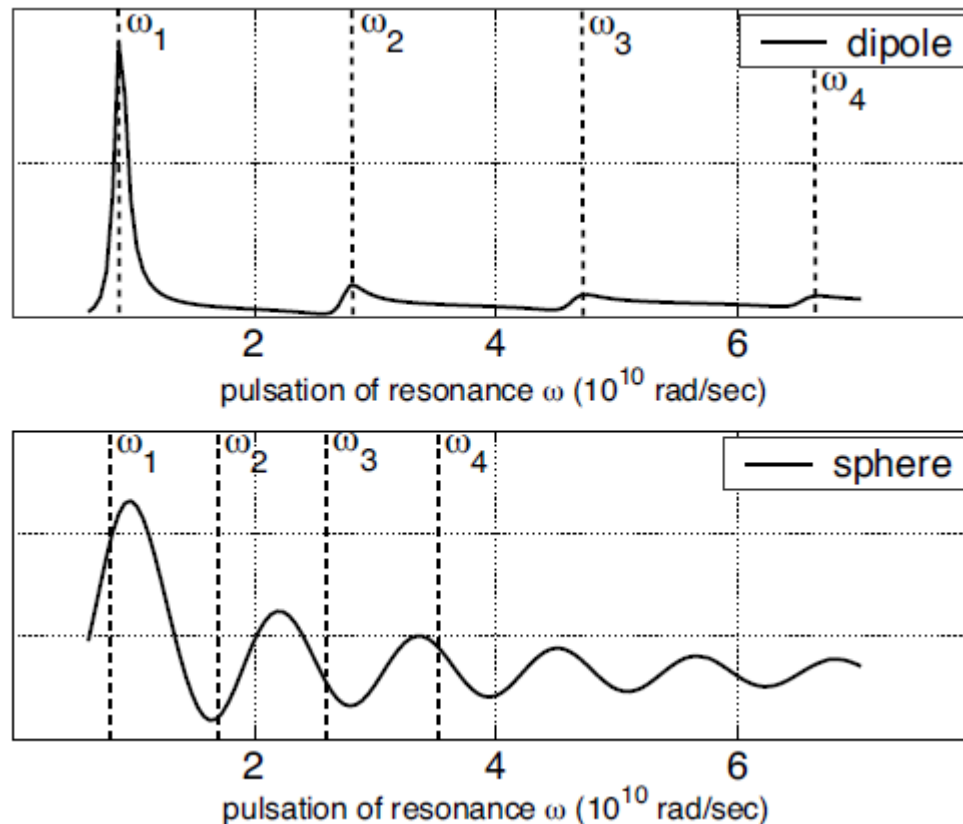 ω1 ω2 ω3 dipole
ω4
2 4 6
pulsation of resonance ω (10^10 rad/sec)
ω1 ω2 ω3 ω4 sphere
2 4 6
pulsation of resonance ω (10^10 rad/sec)